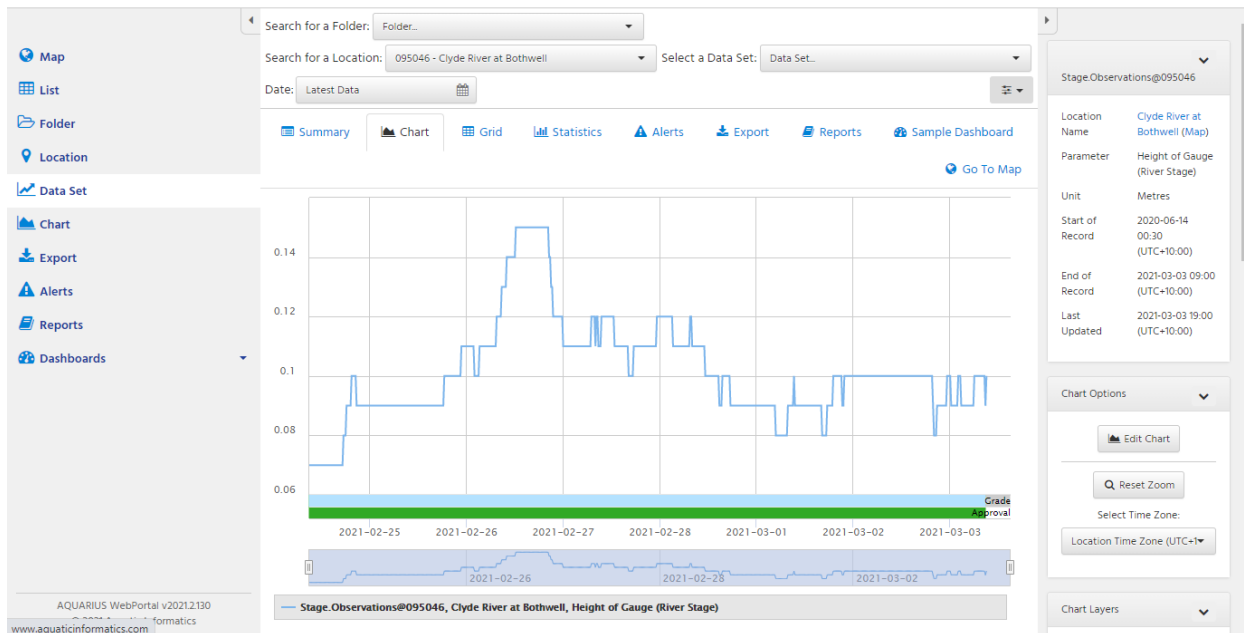 Map
List
Folder
Location
Data Set
Chart
Export
Alerts
Reports
Dashboards
AQUARIUS WebPortal v2021.2.130
© 2021 Aquatic Informatics
www.aquaticinformatics.com
Search for a Folder: Folder...
Search for a Location: 095046 - Clyde River at Bothwell Select a Data Set: Data Set...
Date: Latest Data
Summary Chart Grid Statistics Alerts Export Reports Sample Dashboard
Go To Map
0.14
0.12
0.1
0.08
0.06
Grade
Approval
2021-02-25 2021-02-26 2021-02-27 2021-02-28 2021-03-01 2021-03-02 2021-03-03
2021-02-26 2021-02-28 2021-03-02
Stage.Observations@095046, Clyde River at Bothwell, Height of Gauge (River Stage)
Stage.Observations@095046
Location Name Clyde River at
Bothwell (Map)
Parameter Height of Gauge
(River Stage)
Unit Metres
Start of Record 2020-06-14
00:30
(UTC+10:00)
End of Record 2021-03-03 09:00
(UTC+10:00)
Last Updated 2021-03-03 19:00
(UTC+10:00)
Chart Options
Edit Chart
Reset Zoom
Select Time Zone:
Location Time Zone (UTC+1
Chart Layers